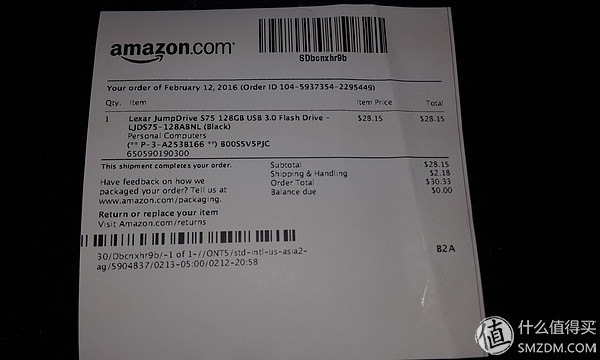 amazon.com
SDbcnxhr9b
Your order of February 12, 2016 (Order ID 104-5937354-2295449)
Qty. Item Item Price Total
1 Lexar JumpDrive S75 128GB USB 3.0 Flash Drive - $28.15 $28.15
LJDS75-128ABNL (Black)
Personal Computers
(** P-3-A253B166 **) B00S5V5PJC
650590190300
This shipment completes your order.
Subtotal $28.15
Shipping & Handling $2.18
Order Total $30.33
Balance due $0.00
Have feedback on how we
packaged your order? Tell us at
www.amazon.com/packaging.
Return or replace your item
Visit Amazon.com/returns
30/Dbcnxhr9b/-1 of 1-//ONT5/std-intl-us-asia2-
ag/5904837/0213-05:00/0212-20:58
B2A
值 什么值得买
SMZDM.COM